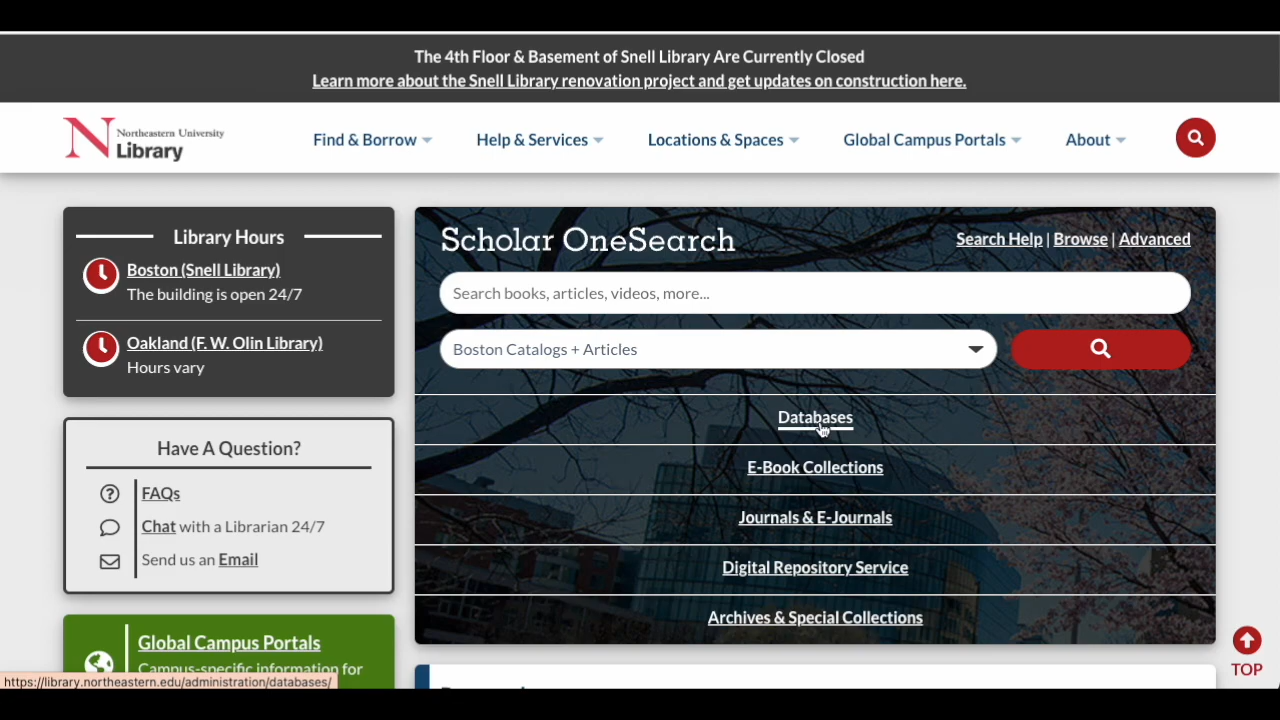 The 4th Floor & Basement of Snell Library Are Currently Closed
Learn more about the Snell Library renovation project and get updates on construction here.
N Northeastern University
Library
Find & Borrow
Help & Services
Locations & Spaces
Global Campus Portals
About
Library Hours
Boston (Snell Library)
The building is open 24/7
Oakland (F. W. Olin Library)
Hours vary
Have A Question?
FAQs
Chat with a Librarian 24/7
Send us an Email
Global Campus Portals
Campus-specific information for
https://library.northeastern.edu/administration/databases/
Scholar OneSearch
Search Help | Browse | Advanced
Search books, articles, videos, more...
Boston Catalogs + Articles
Databases
E-Book Collections
Journals & E-Journals
Digital Repository Service
Archives & Special Collections
TOP